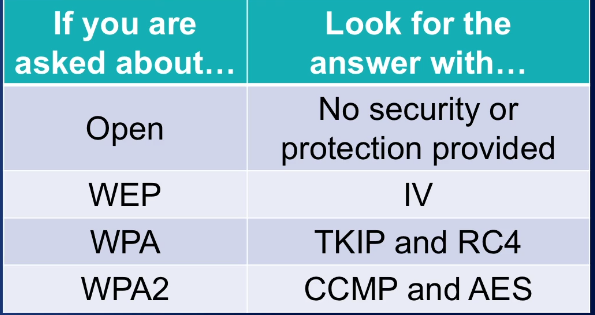 If you are
asked about…
Look for the
answer with…
Open
No security or
protection provided
WEP
IV
WPA
TKIP and RC4
WPA2
CCMP and AES